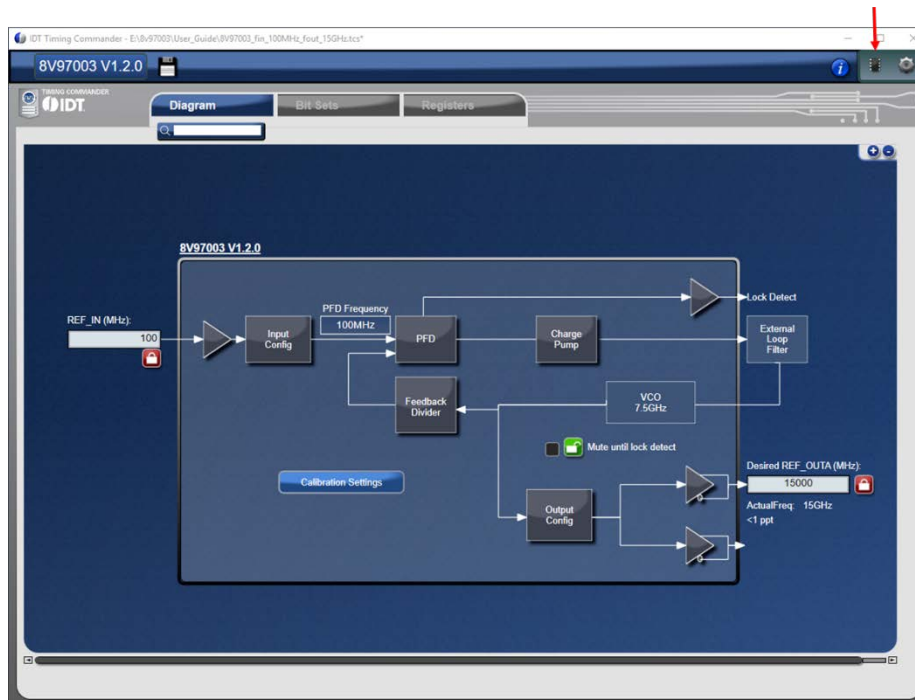 IDT Timing Commander - E:\8v97003\User_Guide\8V97003_fin_100MHz_fout_15GHz.tcs*
8V97003 V1.2.0
TIMING COMMANDER
IDT.
Diagram
Bit Sets
Registers
8V97003 V1.2.0
REF_IN (MHz):
100
Input
Config
PFD Frequency
100MHz
PFD
Charge
Pump
Lock Detect
External
Loop
Filter
Feedback
Divider
VCO
7.5GHz
Mute until lock detect
Calibration Settings
Output
Config
Desired REF_OUTA (MHz):
15000
ActualFreq: 15GHz
<1 ppt